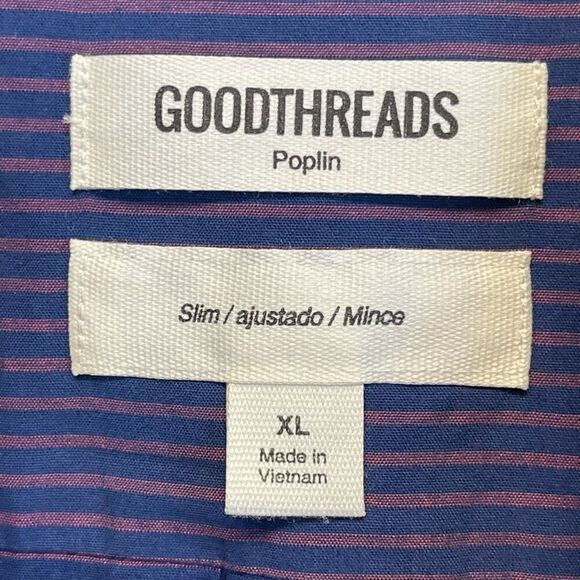 GOODTHREADS
Poplin
Slim / ajustado / Mince
XL
Made in
Vietnam